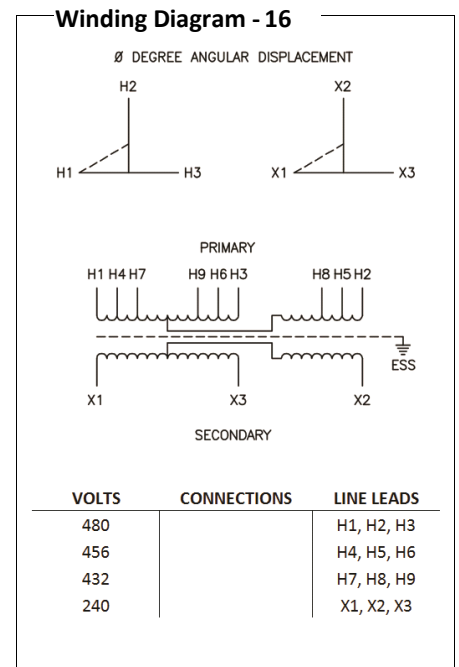 Winding Diagram - 16
Ø DEGREE ANGULAR DISPLACEMENT
H2 X2
H1 H3 X1 X3
PRIMARY
H1 H4 H7 H9 H6 H3 H8 H5 H2
ESS
X1 X3 X2
SECONDARY
VOLTS CONNECTIONS LINE LEADS
480 H1, H2, H3
456 H4, H5, H6
432 H7, H8, H9
240 X1, X2, X3